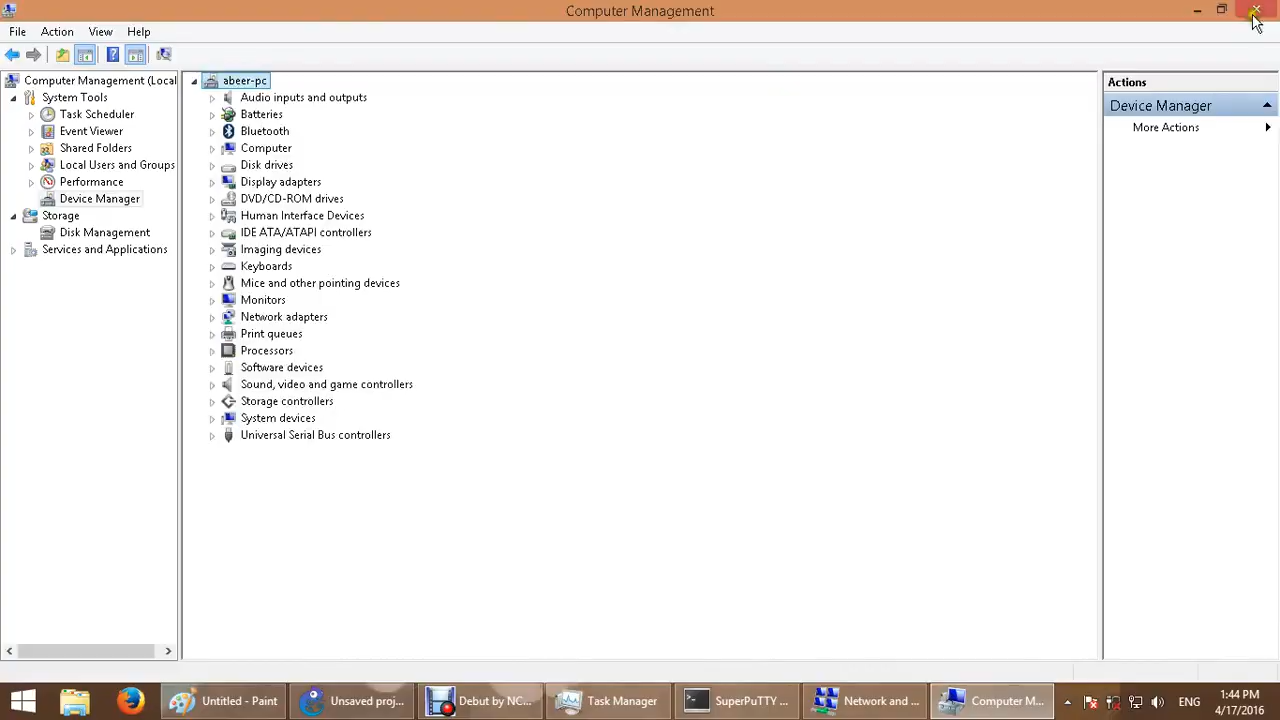 Computer Management
File Action View Help
Computer Management (Local
System Tools
Task Scheduler
Event Viewer
Shared Folders
Local Users and Groups
Performance
Device Manager
Storage
Disk Management
Services and Applications
abeer-pc
Audio inputs and outputs
Batteries
Bluetooth
Computer
Disk drives
Display adapters
DVD/CD-ROM drives
Human Interface Devices
IDE ATA/ATAPI controllers
Imaging devices
Keyboards
Mice and other pointing devices
Monitors
Network adapters
Print queues
Processors
Software devices
Sound, video and game controllers
Storage controllers
System devices
Universal Serial Bus controllers
Actions
Device Manager
More Actions
Untitled - Paint
Unsaved proj...
Debut by NC...
Task Manager
SuperPuTTY ...
Network and ...
Computer M...
ENG
1:44 PM
4/17/2016